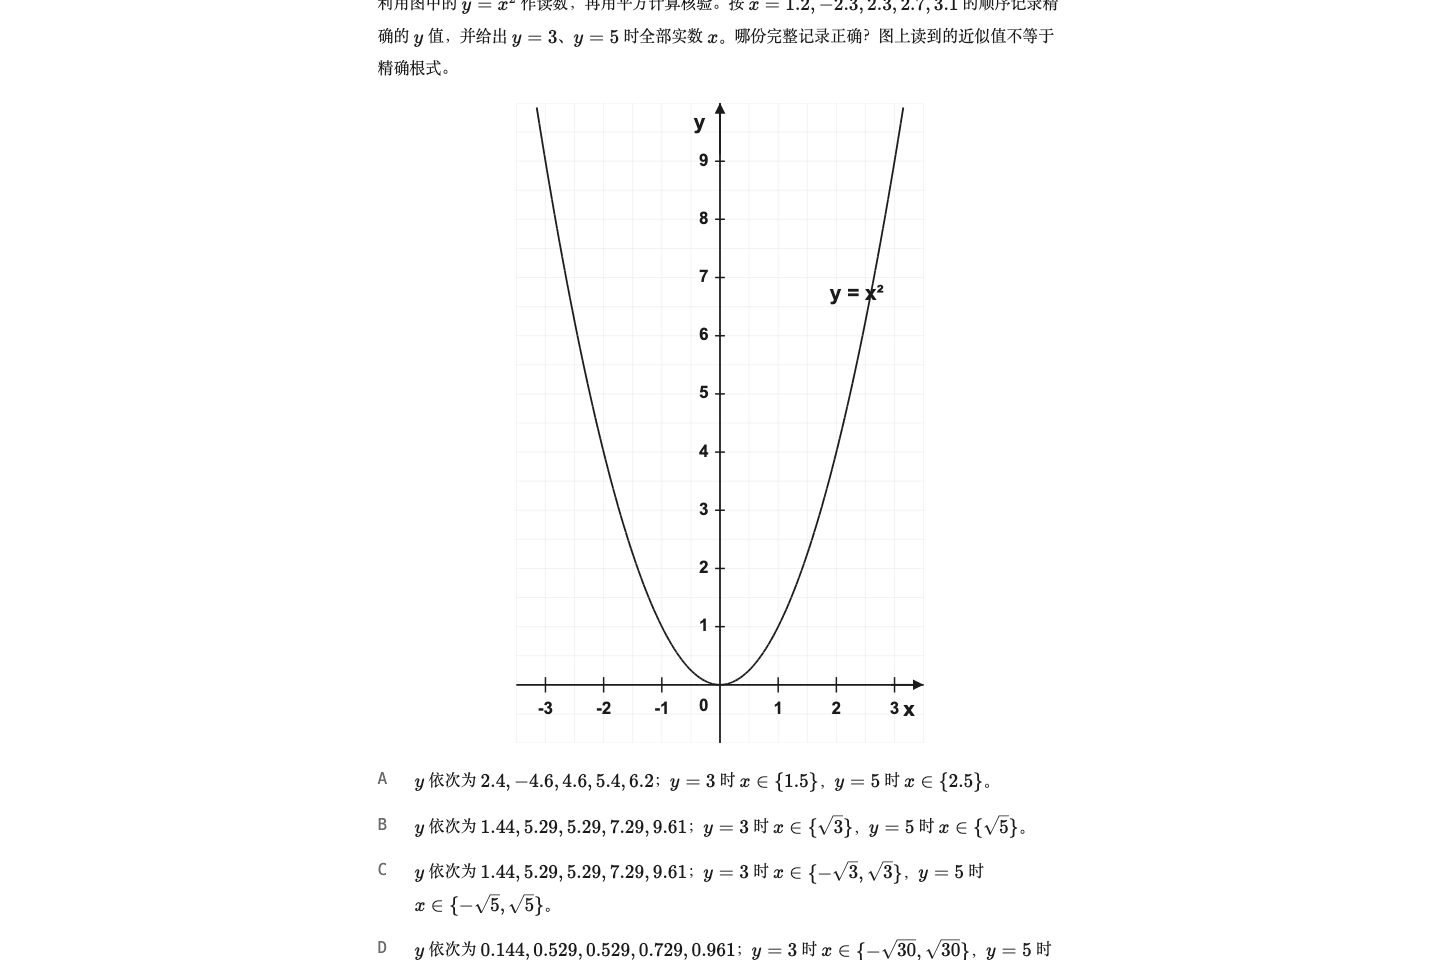 利用图中的 y = x² 作读数，再用平方计算核验。按 x = 1.2, −2.3, 2.3, 2.7, 3.1 的顺序记录精
确的 y 值，并给出 y = 3、y = 5 时全部实数 x。哪份完整记录正确？图上读到的近似值不等于
精确根式。
y
9
8
7
y = x²
6
5
4
3
2
1
-3 -2 -1 0 1 2 3 x
A y 依次为 2.4, −4.6, 4.6, 5.4, 6.2；y = 3 时 x ∈ {1.5}，y = 5 时 x ∈ {2.5}。
B y 依次为 1.44, 5.29, 5.29, 7.29, 9.61；y = 3 时 x ∈ {√3}，y = 5 时 x ∈ {√5}。
C y 依次为 1.44, 5.29, 5.29, 7.29, 9.61；y = 3 时 x ∈ {−√3, √3}，y = 5 时
x ∈ {−√5, √5}。
D y 依次为 0.144, 0.529, 0.529, 0.729, 0.961；y = 3 时 x ∈ {−√30, √30}，y = 5 时